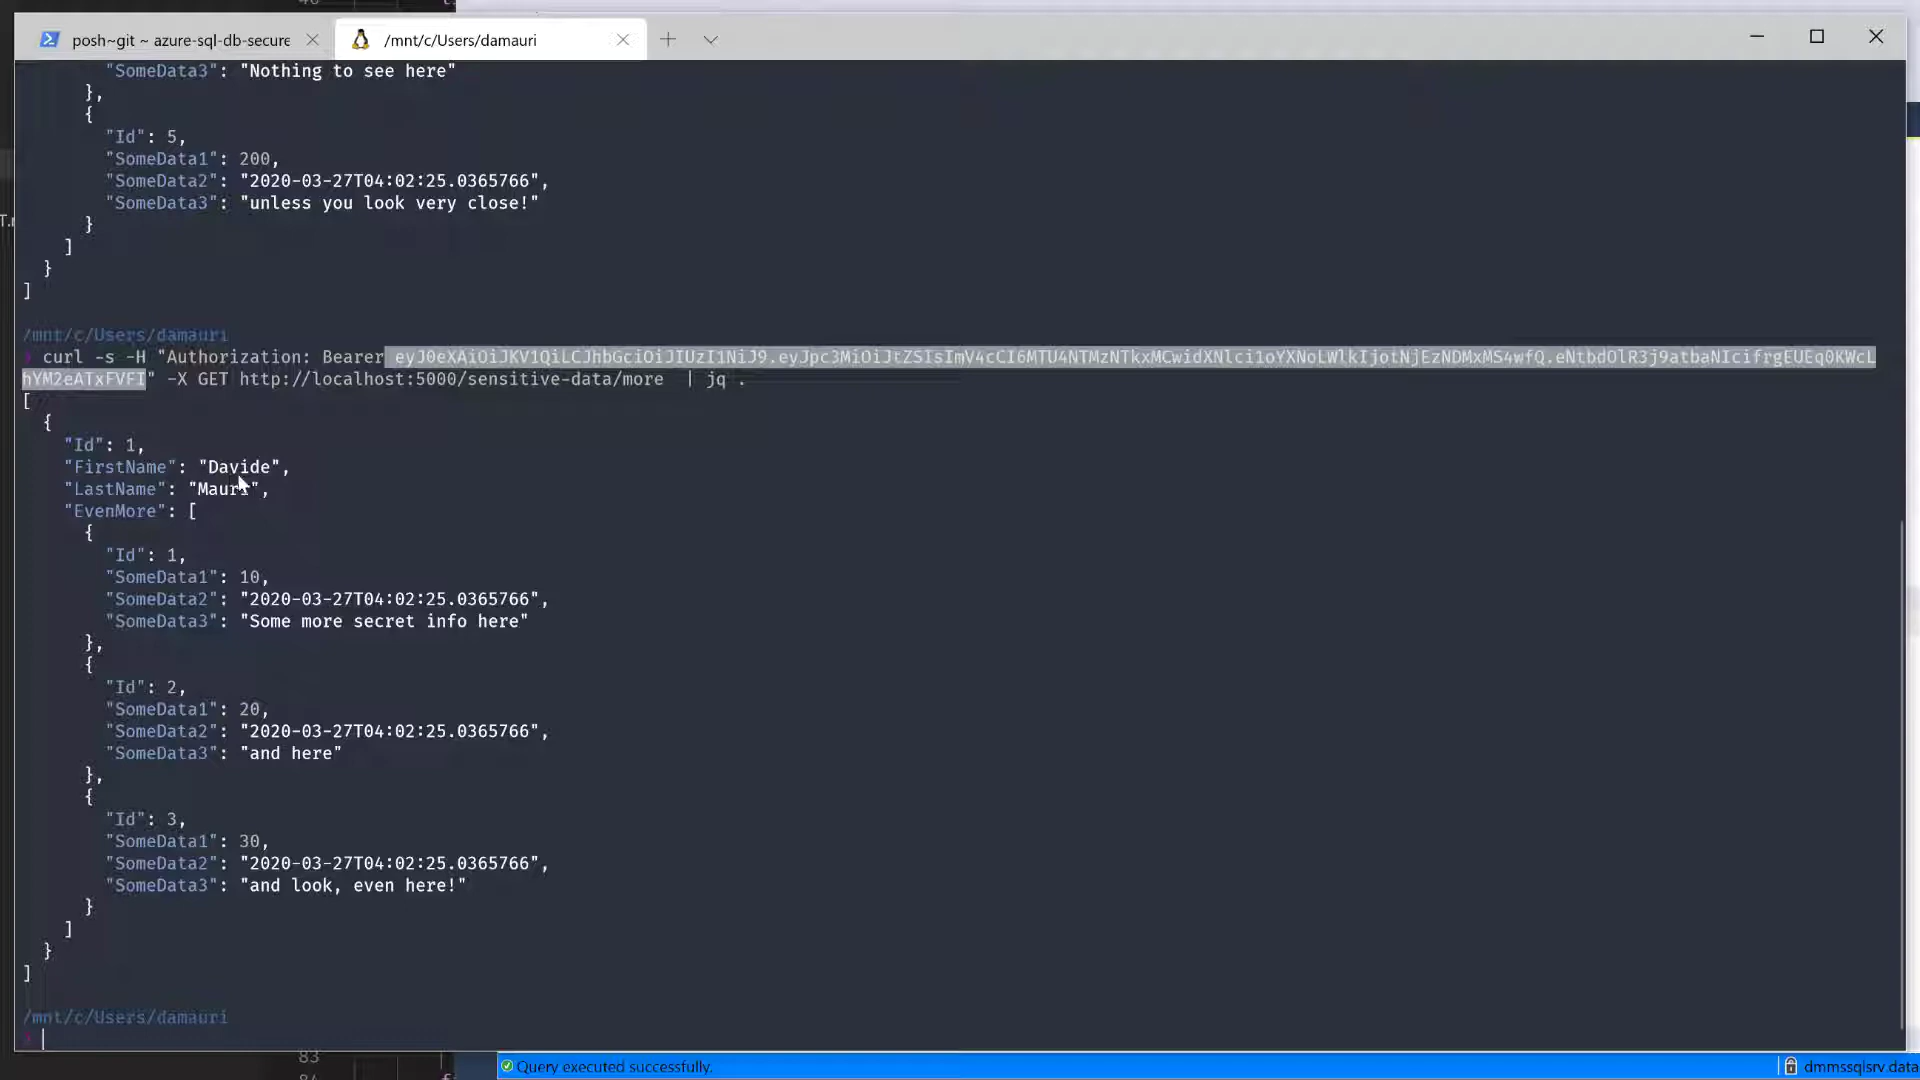 posh~git ~ azure-sql-db-secure
/mnt/c/Users/damauri
"SomeData3": "Nothing to see here"
},
{
"Id": 5,
"SomeData1": 200,
"SomeData2": "2020-03-27T04:02:25.0365766",
"SomeData3": "unless you look very close!"
}
]
}
]
/mnt/c/Users/damauri
curl -s -H "Authorization: Bearer eyJ0eXAiOiJKV1QiLCJhbGciOiJIUzI1NiJ9.eyJpc3MiOiJtZSIsImV4cCI6MTU4NTMzNTkxMCwidXNlci1oYXNoLWlkIjotNjEzNDMxMS4wfQ.eNtbdOlR3j9atbaNIcifrgEUEq0KWcL
hYM2eATxFVFI" -X GET http://localhost:5000/sensitive-data/more | jq .
[
{
"Id": 1,
"FirstName": "Davide",
"LastName": "Mauri",
"EvenMore": [
{
"Id": 1,
"SomeData1": 10,
"SomeData2": "2020-03-27T04:02:25.0365766",
"SomeData3": "Some more secret info here"
},
{
"Id": 2,
"SomeData1": 20,
"SomeData2": "2020-03-27T04:02:25.0365766",
"SomeData3": "and here"
},
{
"Id": 3,
"SomeData1": 30,
"SomeData2": "2020-03-27T04:02:25.0365766",
"SomeData3": "and look, even here!"
}
]
}
]
/mnt/c/Users/damauri
83
Query executed successfully.
dmmssqlsrv.data